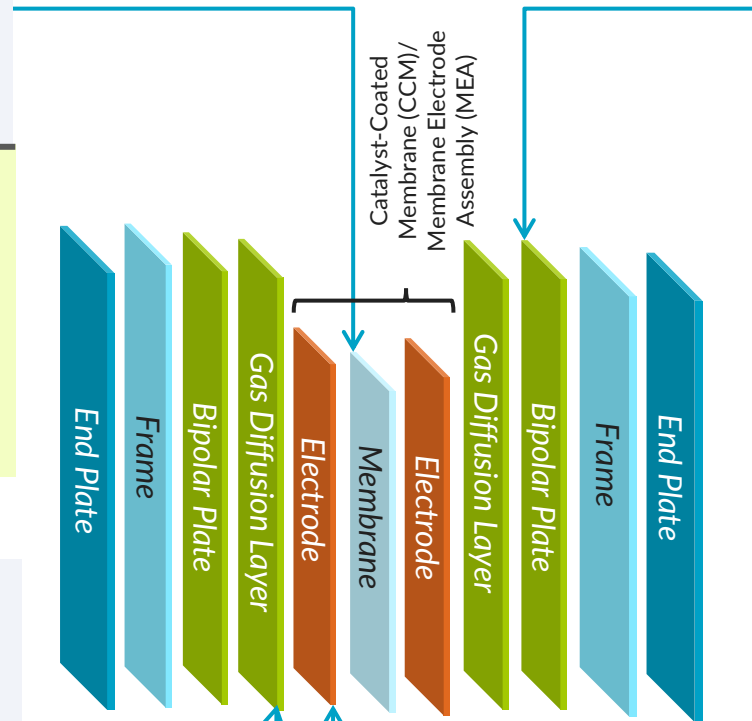 Catalyst-Coated
Membrane (CCM)/
Membrane Electrode
Assembly (MEA)
End Plate
Frame
Bipolar Plate
Gas Diffusion Layer
Electrode
Membrane
Electrode
Gas Diffusion Layer
Bipolar Plate
Frame
End Plate